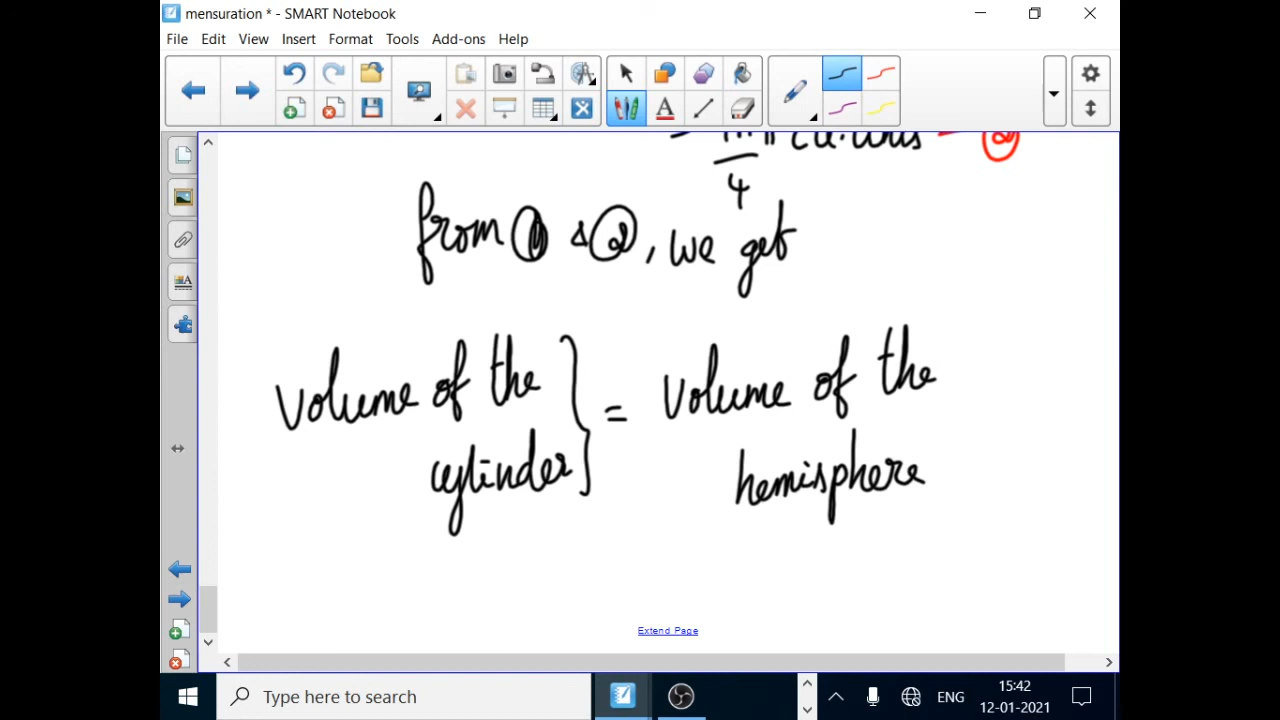 mensuration * - SMART Notebook
File Edit View Insert Format Tools Add-ons Help
4
from ① & ②, we get
volume of the } = volume of the
cylinder hemisphere
Extend Page
Type here to search
ENG
15:42
12-01-2021